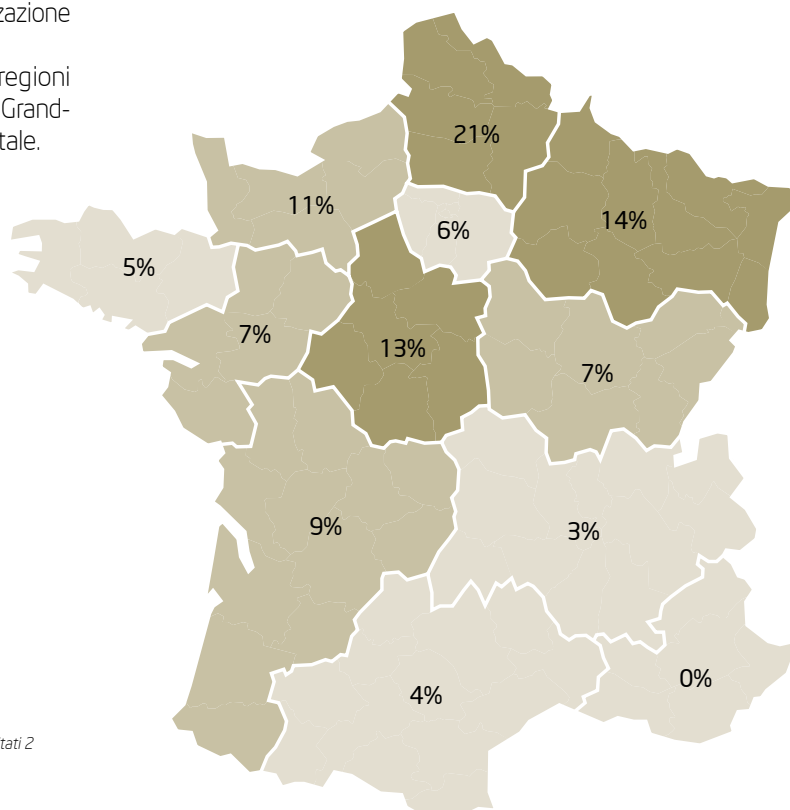 zazione
regioni
Grand-
tale.
21%
14%
11%
6%
5%
7%
13%
7%
9%
3%
0%
4%
tati 2